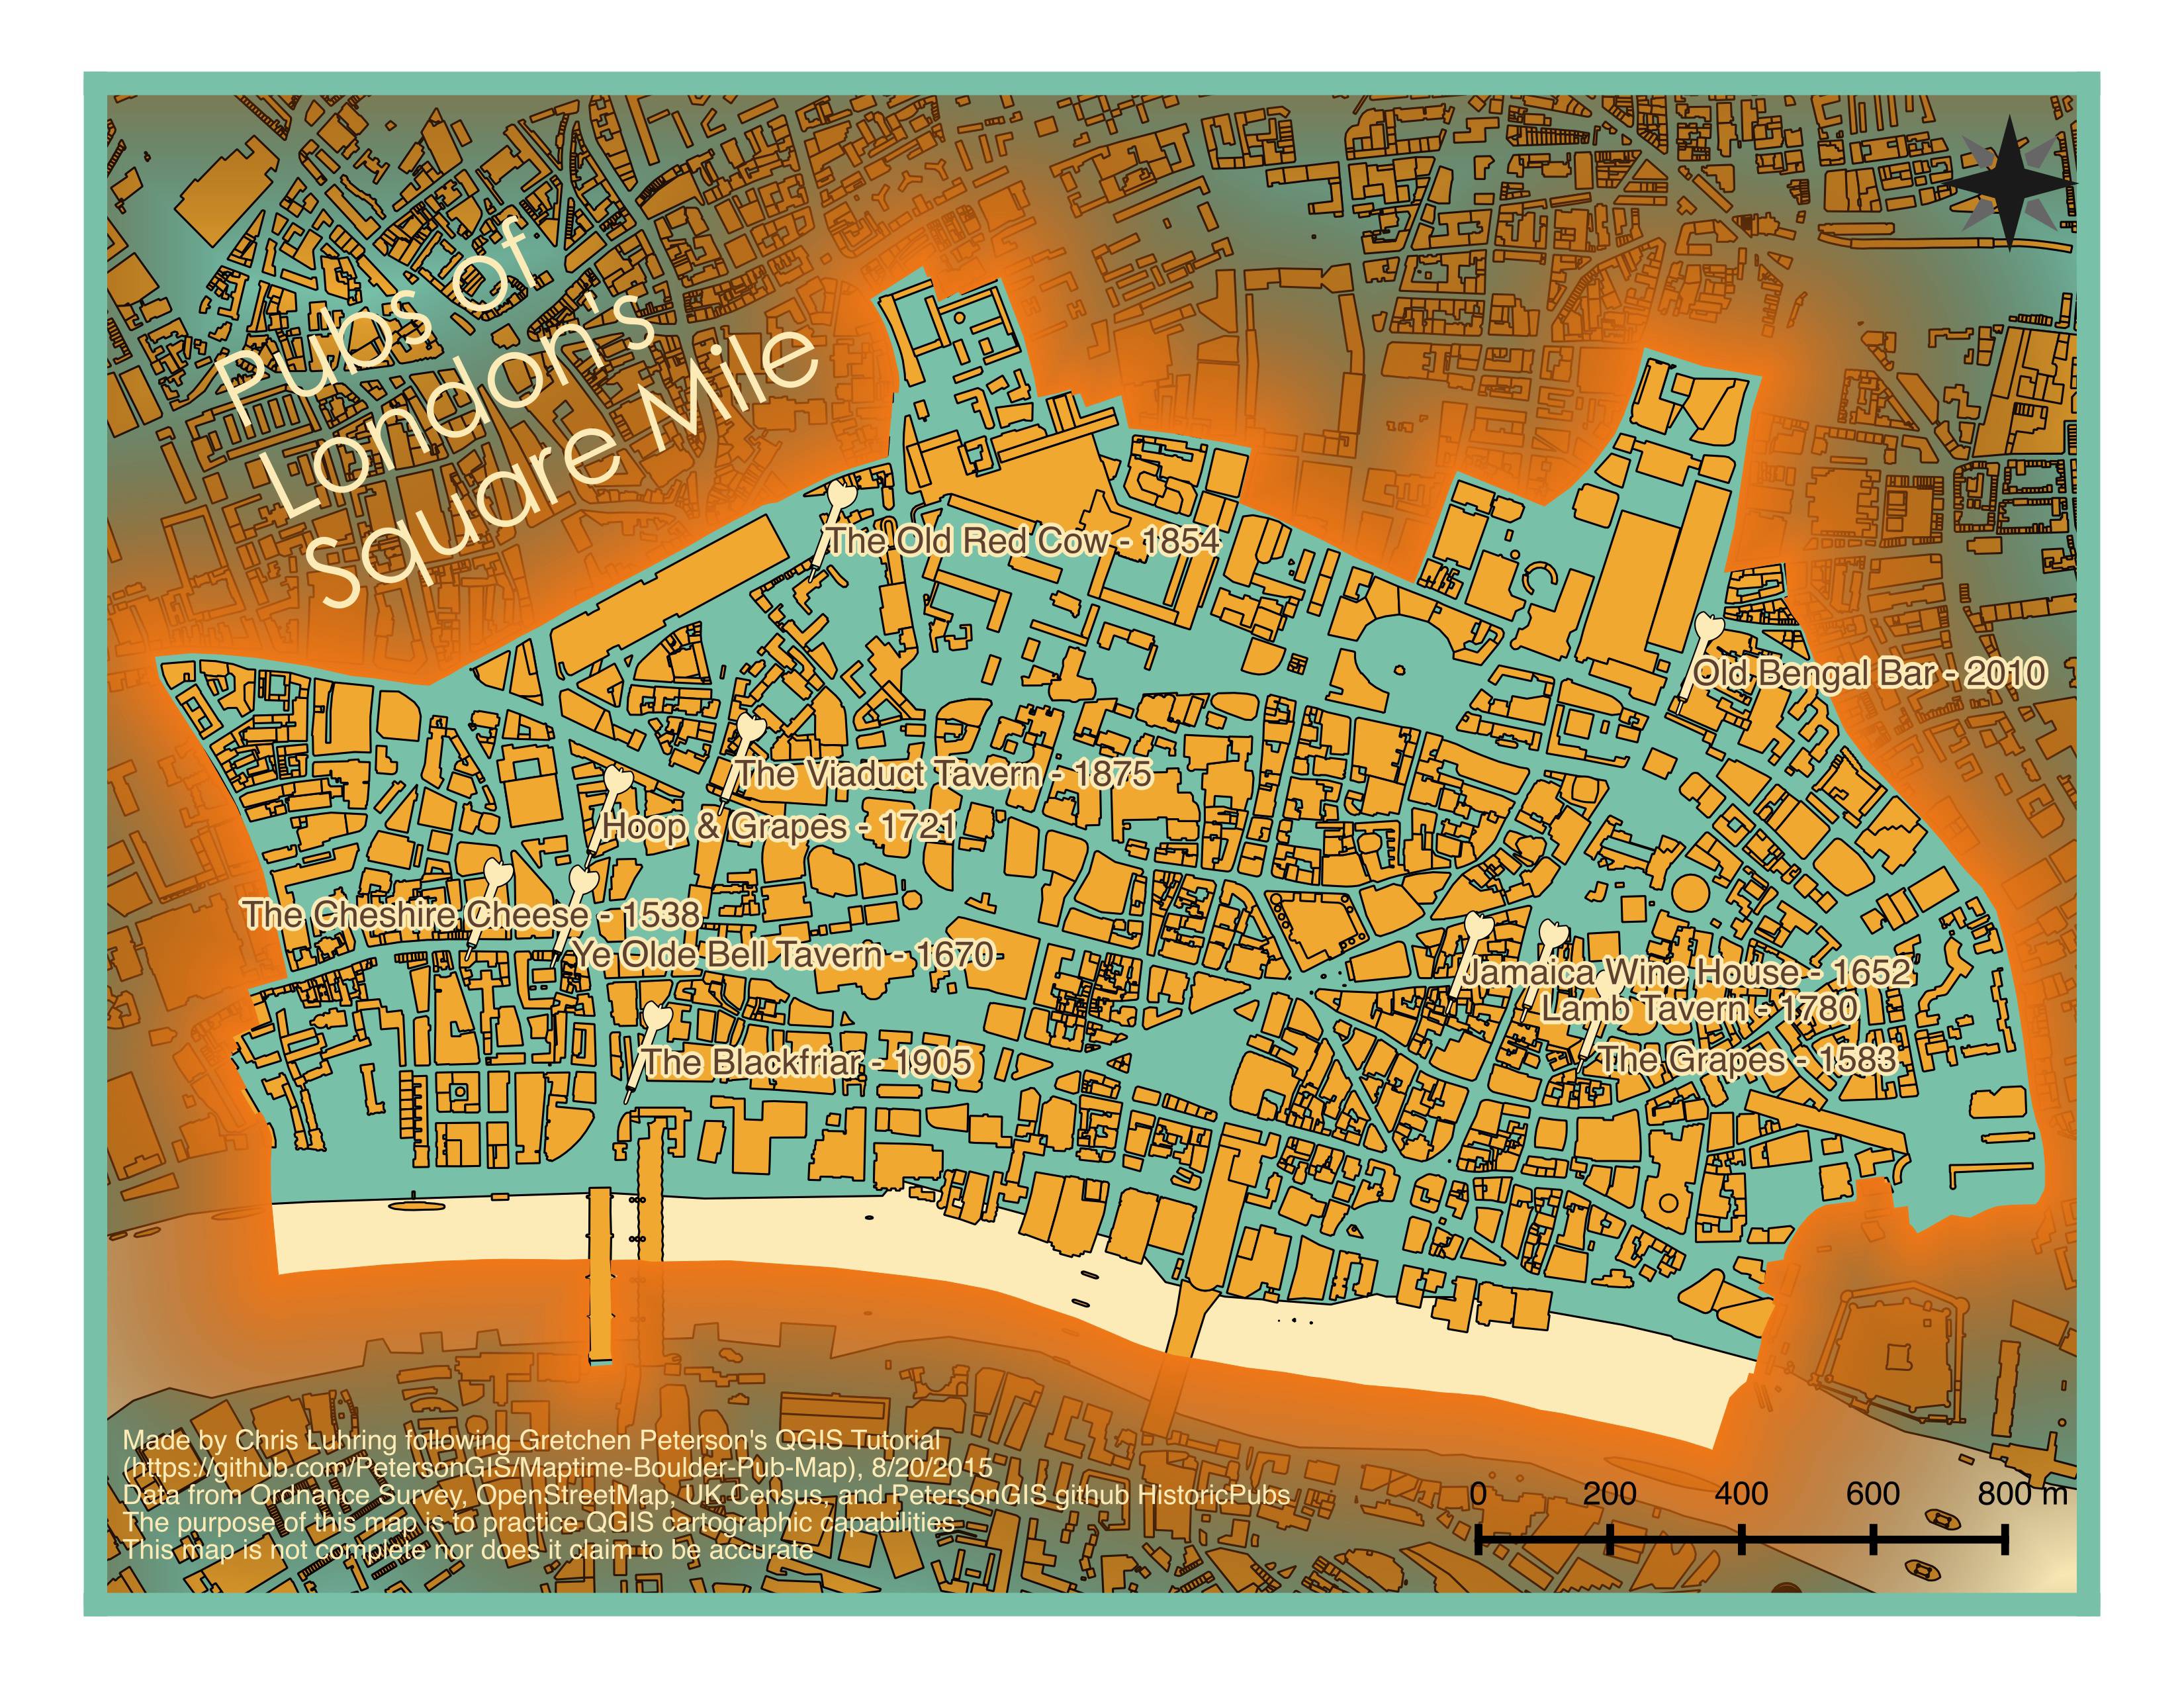 Pubs of
London's
Square Mile
The Old Red Cow - 1854
Old Bengal Bar - 2010
The Viaduct Tavern - 1875
Hoop & Grapes - 1721
The Cheshire Cheese - 1538
Ye Olde Bell Tavern - 1670
Jamaica Wine House - 1652
Lamb Tavern - 1780
The Blackfriar - 1905
The Grapes - 1583
Made by Chris Luhring following Gretchen Peterson's QGIS Tutorial
(https://github.com/PetersonGIS/Maptime-Boulder-Pub-Map), 8/20/2015
Data from Ordnance Survey, OpenStreetMap, UK Census, and PetersonGIS github HistoricPubs
The purpose of this map is to practice QGIS cartographic capabilities
This map is not complete nor does it claim to be accurate
0 200 400 600 800 m